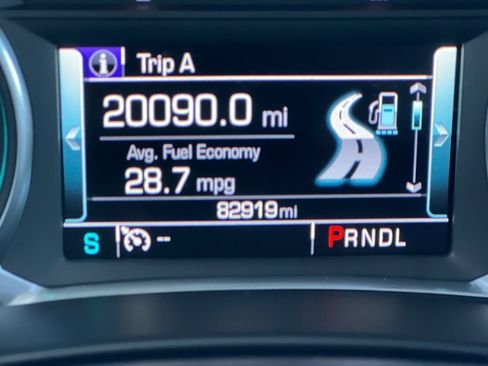 Trip A
20090.0 mi
Avg. Fuel Economy
28.7 mpg
82919mi
S -- PRNDL